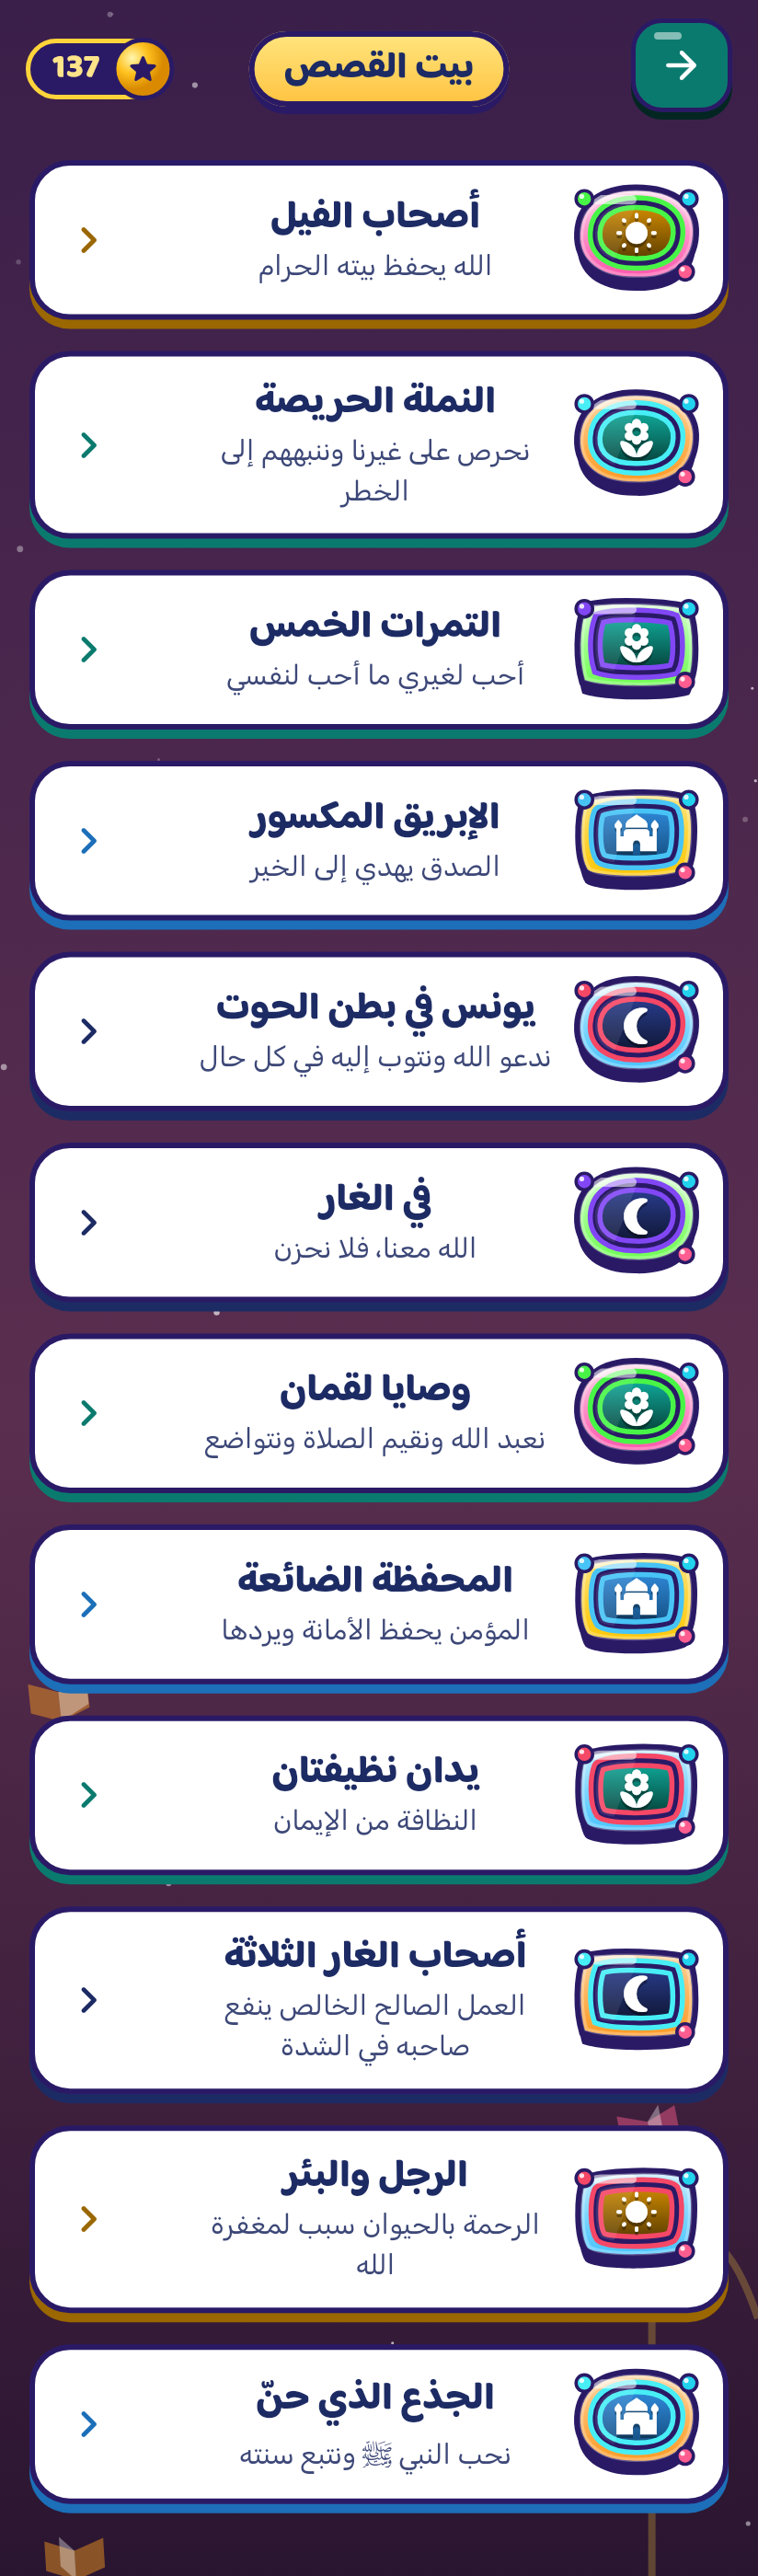 بيت القصص
137
أصحاب الفيل
الله يحفظ بيته الحرام
النملة الحريصة
نحرص على غيرنا وننبههم إلى
الخطر
التمرات الخمس
أحب لغيري ما أحب لنفسي
الإبريق المكسور
الصدق يهدي إلى الخير
يونس في بطن الحوت
ندعو الله ونتوب إليه في كل حال
في الغار
الله معنا، فلا نحزن
وصايا لقمان
نعبد الله ونقيم الصلاة ونتواضع
المحفظة الضائعة
المؤمن يحفظ الأمانة ويردها
يدان نظيفتان
النظافة من الإيمان
أصحاب الغار الثلاثة
العمل الصالح الخالص ينفع
صاحبه في الشدة
الرجل والبئر
الرحمة بالحيوان سبب لمغفرة
الله
الجذع الذي حنّ
نحب النبي ﷺ ونتبع سنته